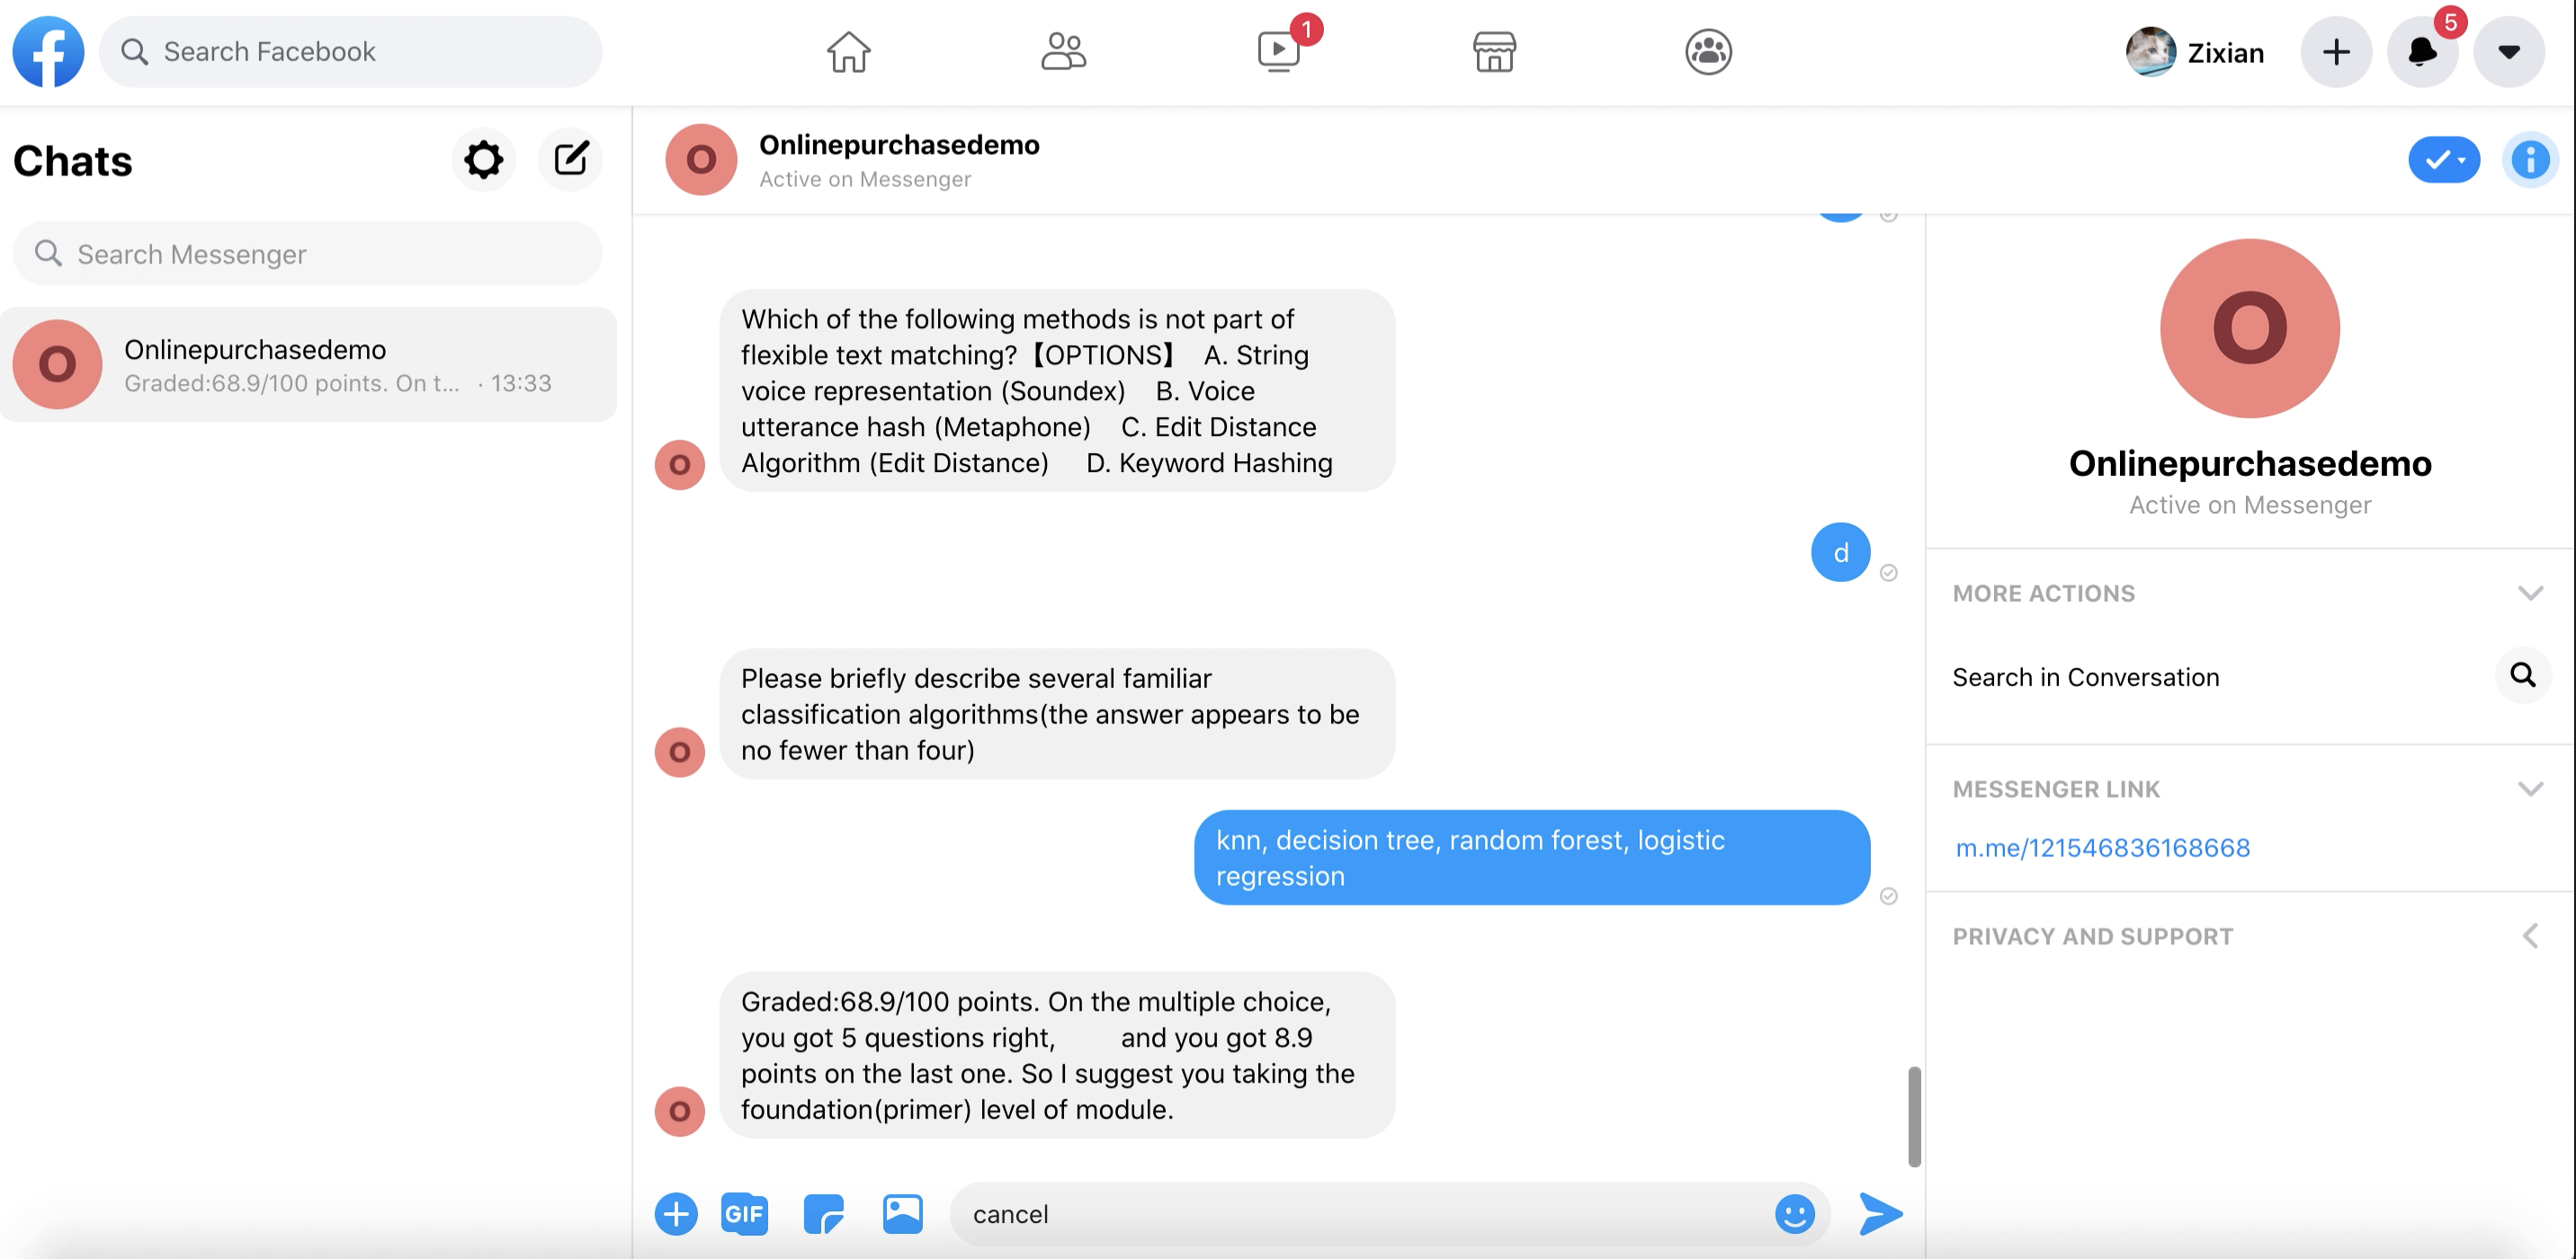 Search Facebook
1
Zixian
5
Chats
Search Messenger
O
Onlinepurchasedemo
Graded:68.9/100 points. On t... · 13:33
O
Onlinepurchasedemo
Active on Messenger
Which of the following methods is not part of
flexible text matching?【OPTIONS】 A. String
voice representation (Soundex) B. Voice
utterance hash (Metaphone) C. Edit Distance
Algorithm (Edit Distance) D. Keyword Hashing
O
d
Please briefly describe several familiar
classification algorithms(the answer appears to be
no fewer than four)
O
knn, decision tree, random forest, logistic
regression
Graded:68.9/100 points. On the multiple choice,
you got 5 questions right, and you got 8.9
points on the last one. So I suggest you taking the
foundation(primer) level of module.
O
GIF
cancel
O
Onlinepurchasedemo
Active on Messenger
MORE ACTIONS
Search in Conversation
MESSENGER LINK
m.me/121546836168668
PRIVACY AND SUPPORT